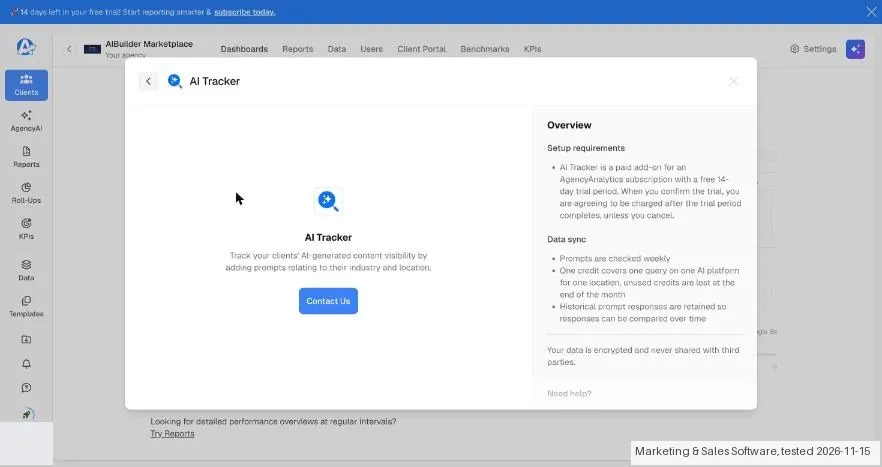 🚀 14 days left in your free trial! Start reporting smarter & subscribe today.
AIBuilder Marketplace
Your agency
Dashboards
Reports
Data
Users
Client Portal
Benchmarks
KPIs
Settings
Clients
AgencyAI
Reports
Roll-Ups
KPIs
Data
Templates
AI Tracker
AI Tracker
Track your clients' AI-generated content visibility by
adding prompts relating to their industry and location.
Contact Us
Overview
Setup requirements
• AI Tracker is a paid add-on for an
AgencyAnalytics subscription with a free 14-
day trial period. When you confirm the trial, you
are agreeing to be charged after the trial period
completes, unless you cancel.
Data sync
• Prompts are checked weekly
• One credit covers one query on one AI platform
for one location, unused credits are lost at the
end of the month
• Historical prompt responses are retained so
responses can be compared over time
Your data is encrypted and never shared with third
parties.
Need help?
Looking for detailed performance overviews at regular intervals?
Try Reports
Marketing & Sales Software, tested 2026-11-15